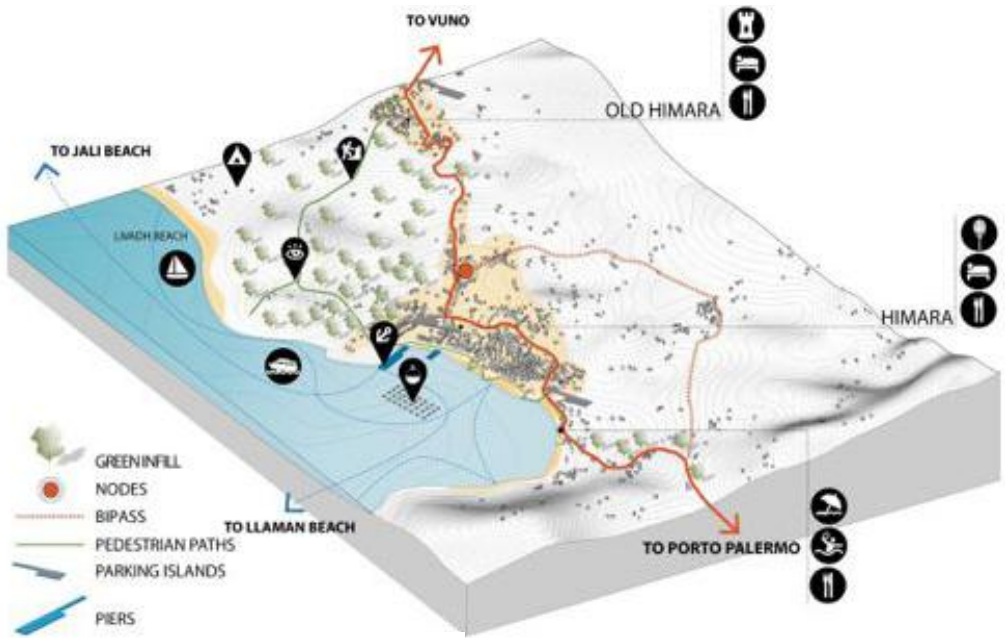 TO VUNO
OLD HIMARA
TO JALI BEACH
LIVADH BEACH
HIMARA
GREEN INFILL
NODES
BIPASS
PEDESTRIAN PATHS
PARKING ISLANDS
PIERS
TO LLAMAN BEACH
TO PORTO PALERMO